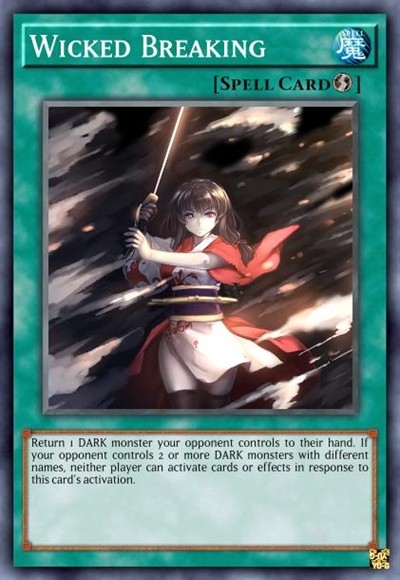 WICKED BREAKING
魔
[SPELL CARD]
Return 1 DARK monster your opponent controls to their hand. If
your opponent controls 2 or more DARK monsters with different
names, neither player can activate cards or effects in response to
this card's activation.